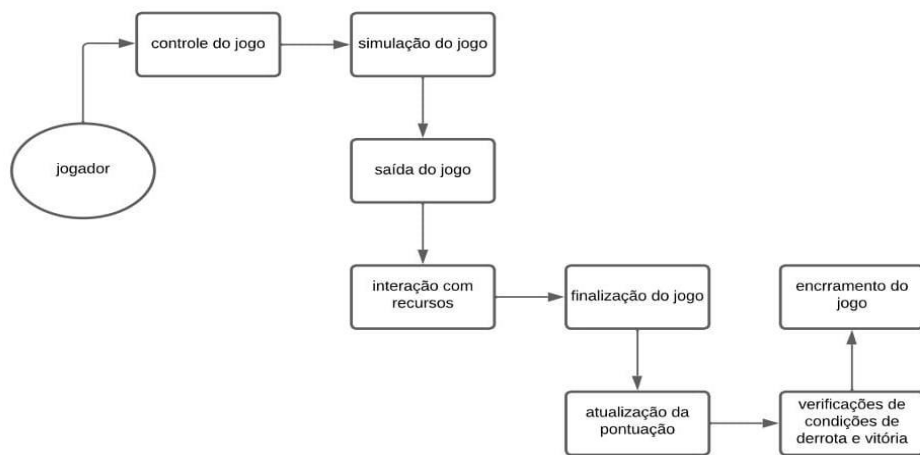 controle do jogo
simulação do jogo
jogador
saída do jogo
interação com
recursos
finalização do jogo
encrramento do
jogo
atualização da
pontuação
verificações de
condições de
derrota e vitória